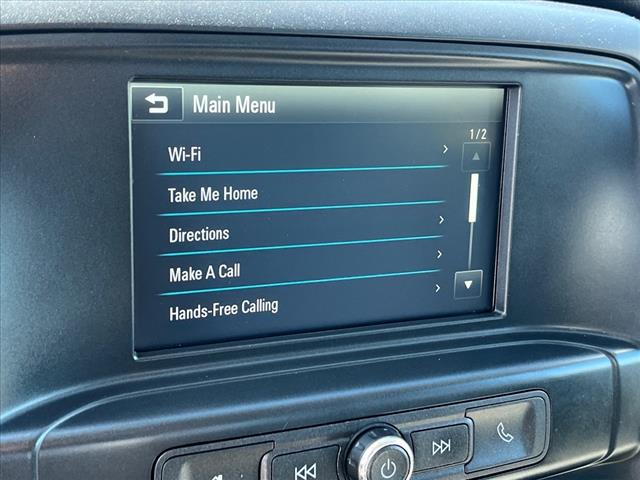 Main Menu
1/2
Wi-Fi
Take Me Home
Directions
Make A Call
Hands-Free Calling